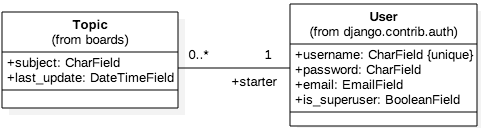 Topic
(from boards)
+subject: CharField
+last_update: DateTimeField
0..*
1
+starter
User
(from django.contrib.auth)
+username: CharField {unique}
+password: CharField
+email: EmailField
+is_superuser: BooleanField